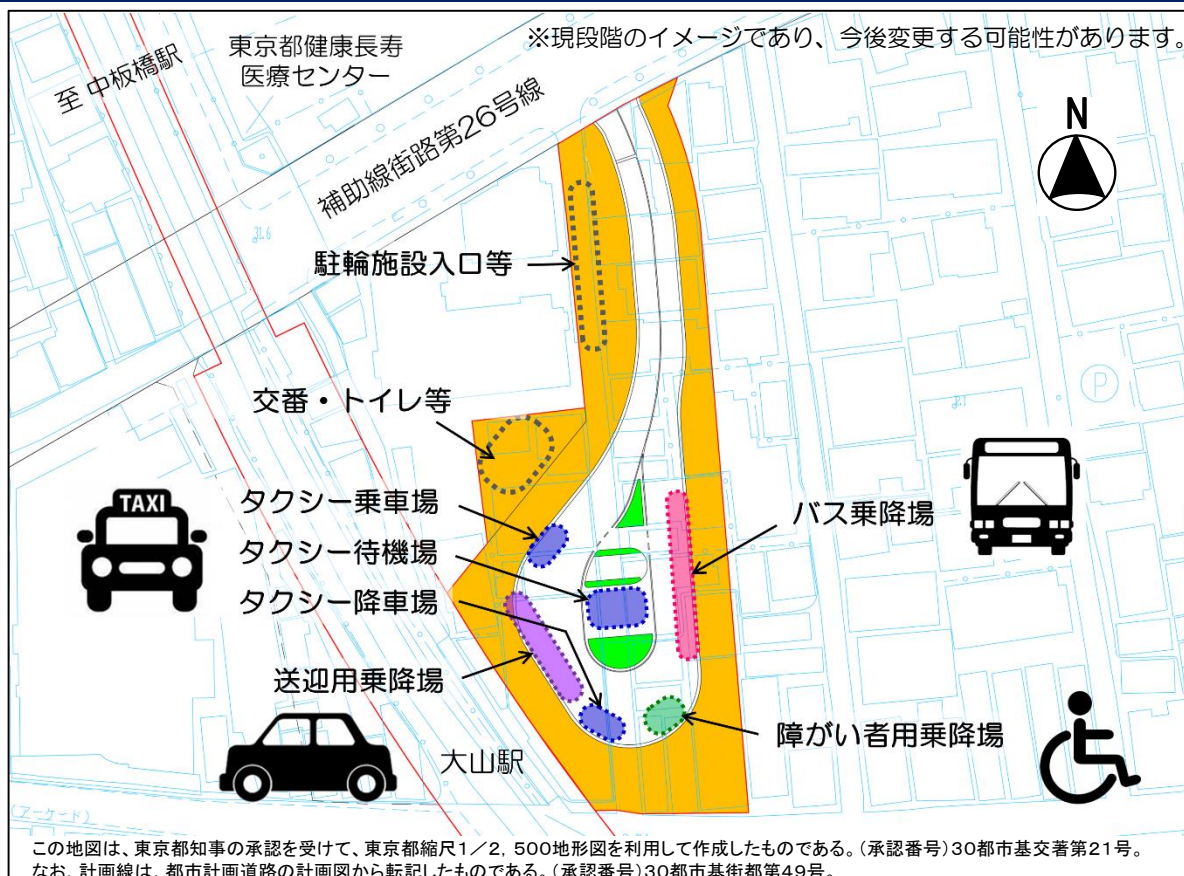 ※現段階のイメージであり、今後変更する可能性があります。
東京都健康長寿
医療センター
至 中板橋駅
補助線街路第26号線
N
31.6
駐輪施設入口等
交番・トイレ等
P
TAXI
タクシー乗車場
バス乗降場
タクシー待機場
タクシー降車場
送迎用乗降場
障がい者用乗降場
大山駅
(アーケード)
この地図は、東京都知事の承認を受けて、東京都縮尺1/2,500地形図を利用して作成したものである。(承認番号)30都市基交著第21号。
なお、計画線は、都市計画道路の計画図から転記したものである。(承認番号)30都市基街都第49号。